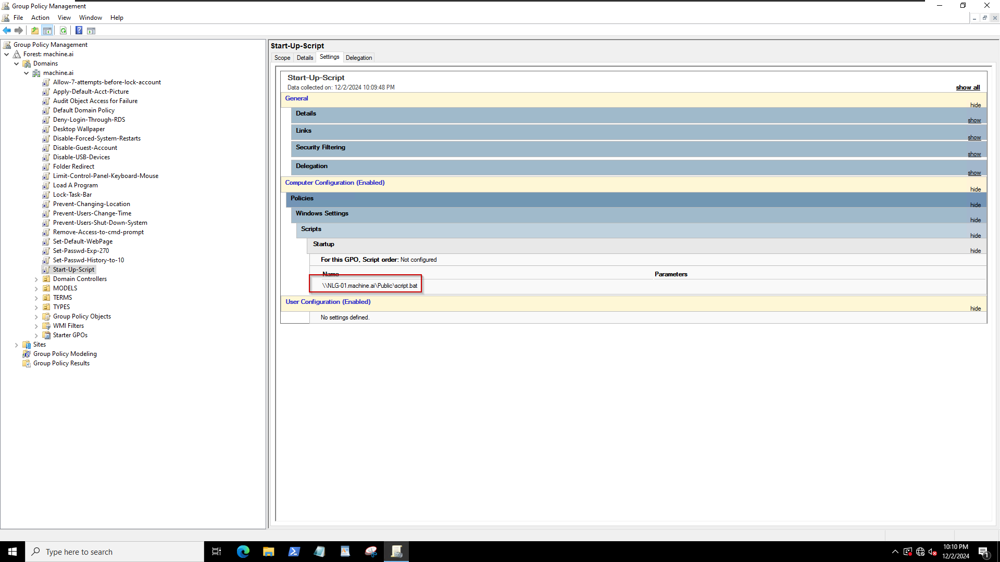 Group Policy Management
File Action View Window Help
Group Policy Management
Forest: machine.ai
Domains
machine.ai
Allow-7-attempts-before-lock-account
Apply-Default-Acct-Picture
Audit Object Access for Failure
Default Domain Policy
Deny-Login-Through-RDS
Desktop Wallpaper
Disable-Forced-System-Restarts
Disable-Guest-Account
Disable-USB-Devices
Folder Redirect
Limit-Control-Panel-Keyboard-Mouse
Load A Program
Lock-Task-Bar
Prevent-Changing-Location
Prevent-Users-Change-Time
Prevent-Users-Shut-Down-System
Remove-Access-to-cmd-prompt
Set-Default-WebPage
Set-Passwd-Exp-270
Set-Passwd-History-to-10
Start-Up-Script
Domain Controllers
MODELS
TERMS
TYPES
Group Policy Objects
WMI Filters
Starter GPOs
Sites
Group Policy Modeling
Group Policy Results
Start-Up-Script
Scope Details Settings Delegation
Start-Up-Script
Data collected on: 12/2/2024 10:09:48 PM
show all
General
hide
Details
show
Links
show
Security Filtering
show
Delegation
show
Computer Configuration (Enabled)
hide
Policies
hide
Windows Settings
hide
Scripts
hide
Startup
hide
For this GPO, Script order: Not configured
Name Parameters
\\NLG-01.machine.ai\Public\script.bat
User Configuration (Enabled)
hide
No settings defined.
Type here to search
10:10 PM
12/2/2024
1